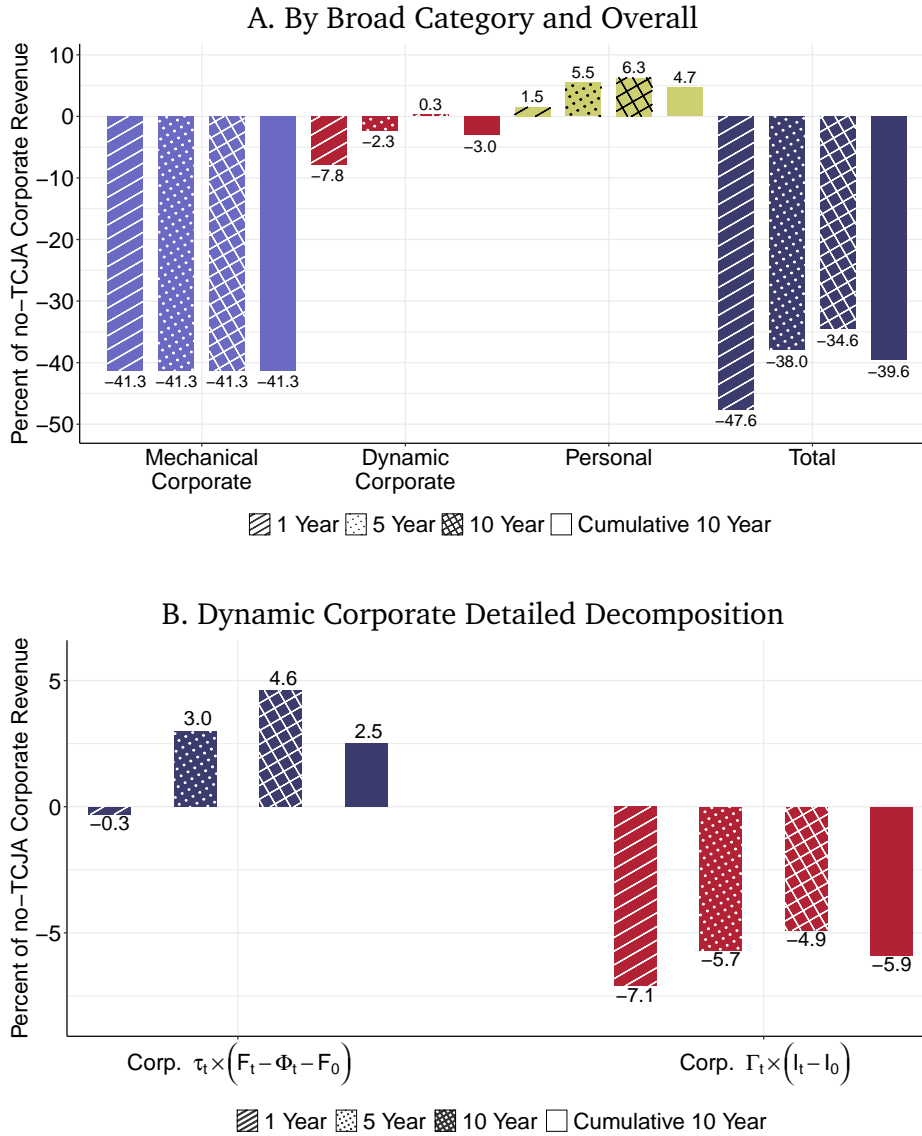 A. By Broad Category and Overall
Percent of no-TCJA Corporate Revenue
10
0
−10
−20
−30
−40
−50
−41.3
−41.3
−41.3
−41.3
−7.8
−2.3
0.3
−3.0
1.5
5.5
6.3
4.7
−47.6
−38.0
−34.6
−39.6
Mechanical
Corporate
Dynamic
Corporate
Personal
Total
1 Year 5 Year 10 Year Cumulative 10 Year
B. Dynamic Corporate Detailed Decomposition
Percent of no-TCJA Corporate Revenue
5
0
−5
−0.3
3.0
4.6
2.5
−7.1
−5.7
−4.9
−5.9
Corp. τt×(Ft−Φt−F0)
Corp. Γt×(It−I0)
1 Year 5 Year 10 Year Cumulative 10 Year